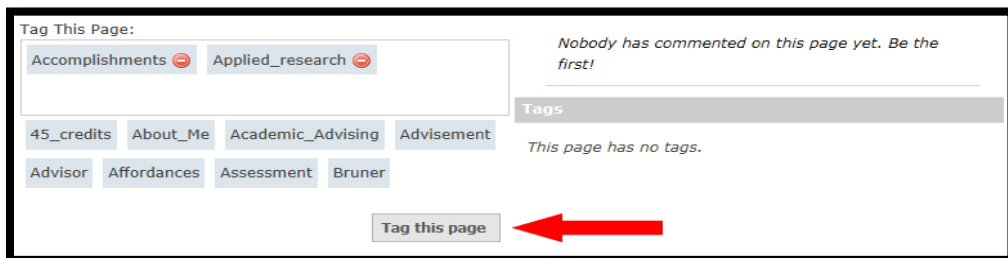 Tag This Page:
Accomplishments Applied_research
45_credits About_Me Academic_Advising Advisement
Advisor Affordances Assessment Bruner
Tag this page
Nobody has commented on this page yet. Be the
first!
Tags
This page has no tags.